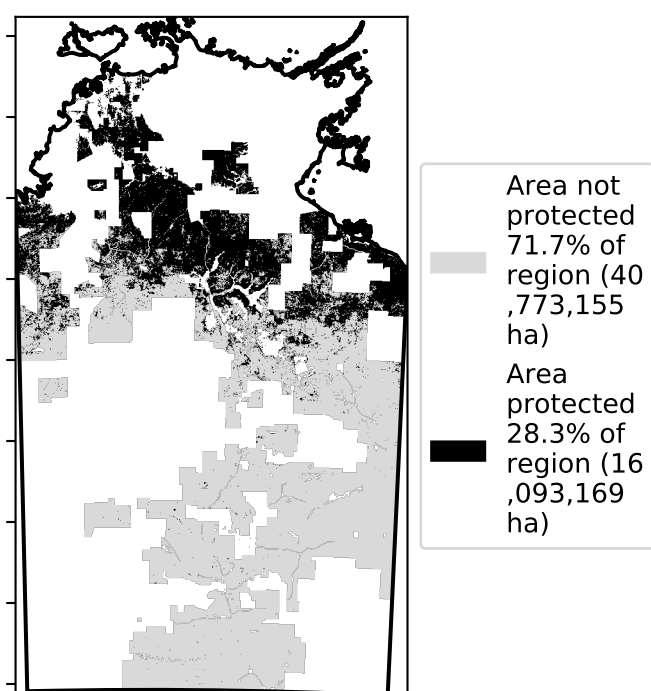 Area not
protected
71.7% of
region (40
,773,155
ha)
Area
protected
28.3% of
region (16
,093,169
ha)